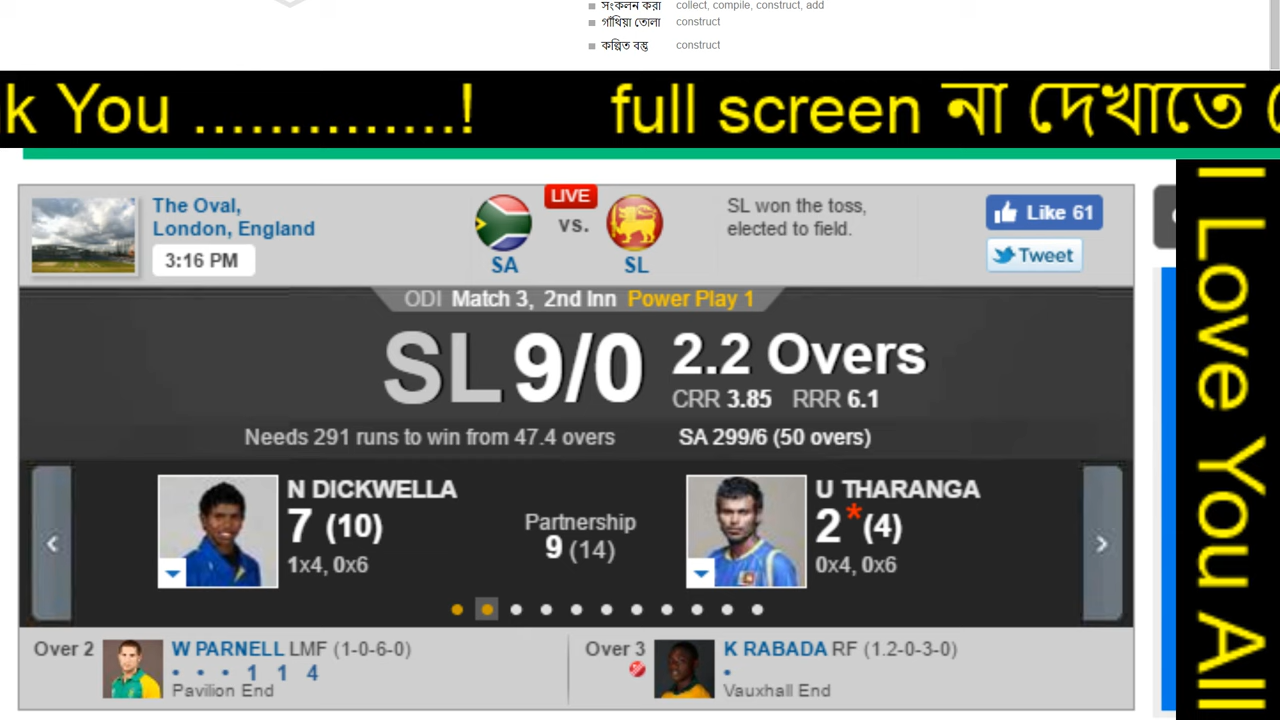 সংকলন করা collect, compile, construct, add
গাঁথিয়া তোলা construct
কল্পিত বস্তু construct
k You ..............! full screen না দেখাতে
The Oval,
London, England
3:16 PM
LIVE
SA vs. SL
SL won the toss,
elected to field.
Like 61
Tweet
ODI Match 3, 2nd Inn Power Play 1
SL 9/0 2.2 Overs
CRR 3.85 RRR 6.1
Needs 291 runs to win from 47.4 overs SA 299/6 (50 overs)
N DICKWELLA
7 (10)
1x4, 0x6
Partnership
9 (14)
U THARANGA
2* (4)
0x4, 0x6
Over 2 W PARNELL LMF (1-0-6-0)
• • • 1 1 4
Pavilion End
Over 3 K RABADA RF (1.2-0-3-0)
•
Vauxhall End
I Love You All